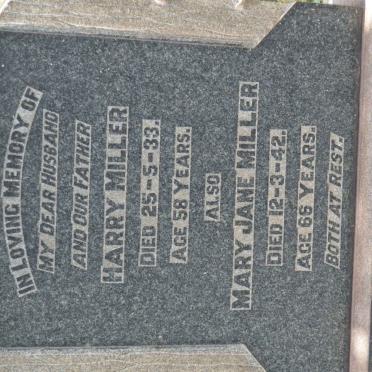 IN LOVING MEMORY OF
MY DEAR HUSBAND
AND OUR FATHER
HARRY MILLER
DIED 25-5-33.
AGE 58 YEARS.
ALSO
MARY JANE MILLER
DIED 12-3-42.
AGE 66 YEARS.
BOTH AT REST.